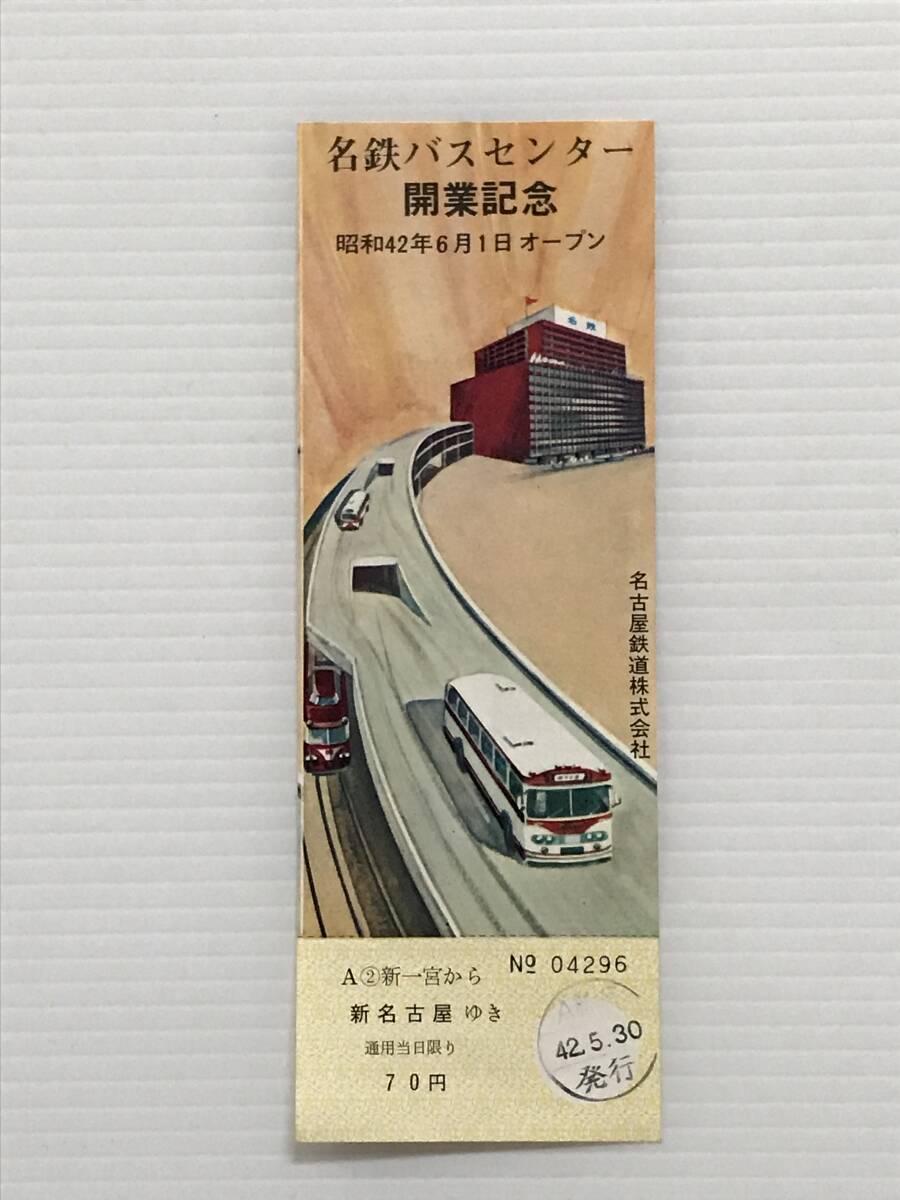 名鉄バスセンター
開業記念
昭和42年6月1日 オープン
名鉄
名古屋鉄道株式会社
A②新一宮から
№ 04296
新名古屋 ゆき
通用当日限り
70円
42.5.30
発行